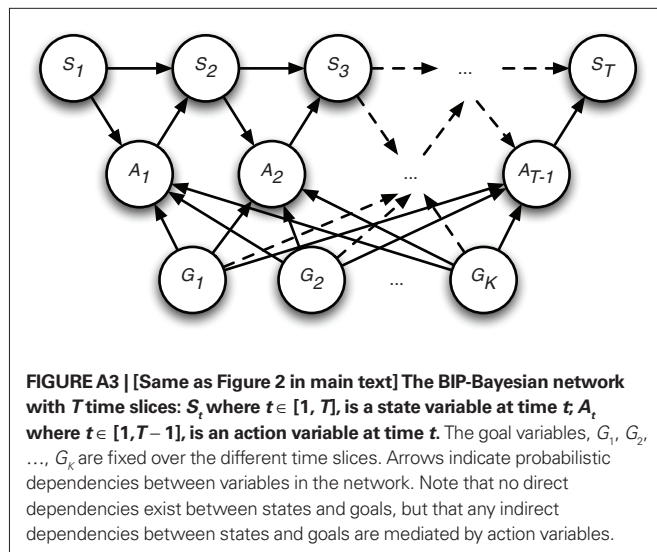 S1 S2 S3 ... ST
A1 A2 ... AT-1
G1 G2 ... GK
FIGURE A3 | [Same as Figure 2 in main text] The BIP-Bayesian network
with T time slices: St where t ∈ [1, T], is a state variable at time t; At
where t ∈ [1,T − 1], is an action variable at time t. The goal variables, G1, G2,
…, GK are fixed over the different time slices. Arrows indicate probabilistic
dependencies between variables in the network. Note that no direct
dependencies exist between states and goals, but that any indirect
dependencies between states and goals are mediated by action variables.